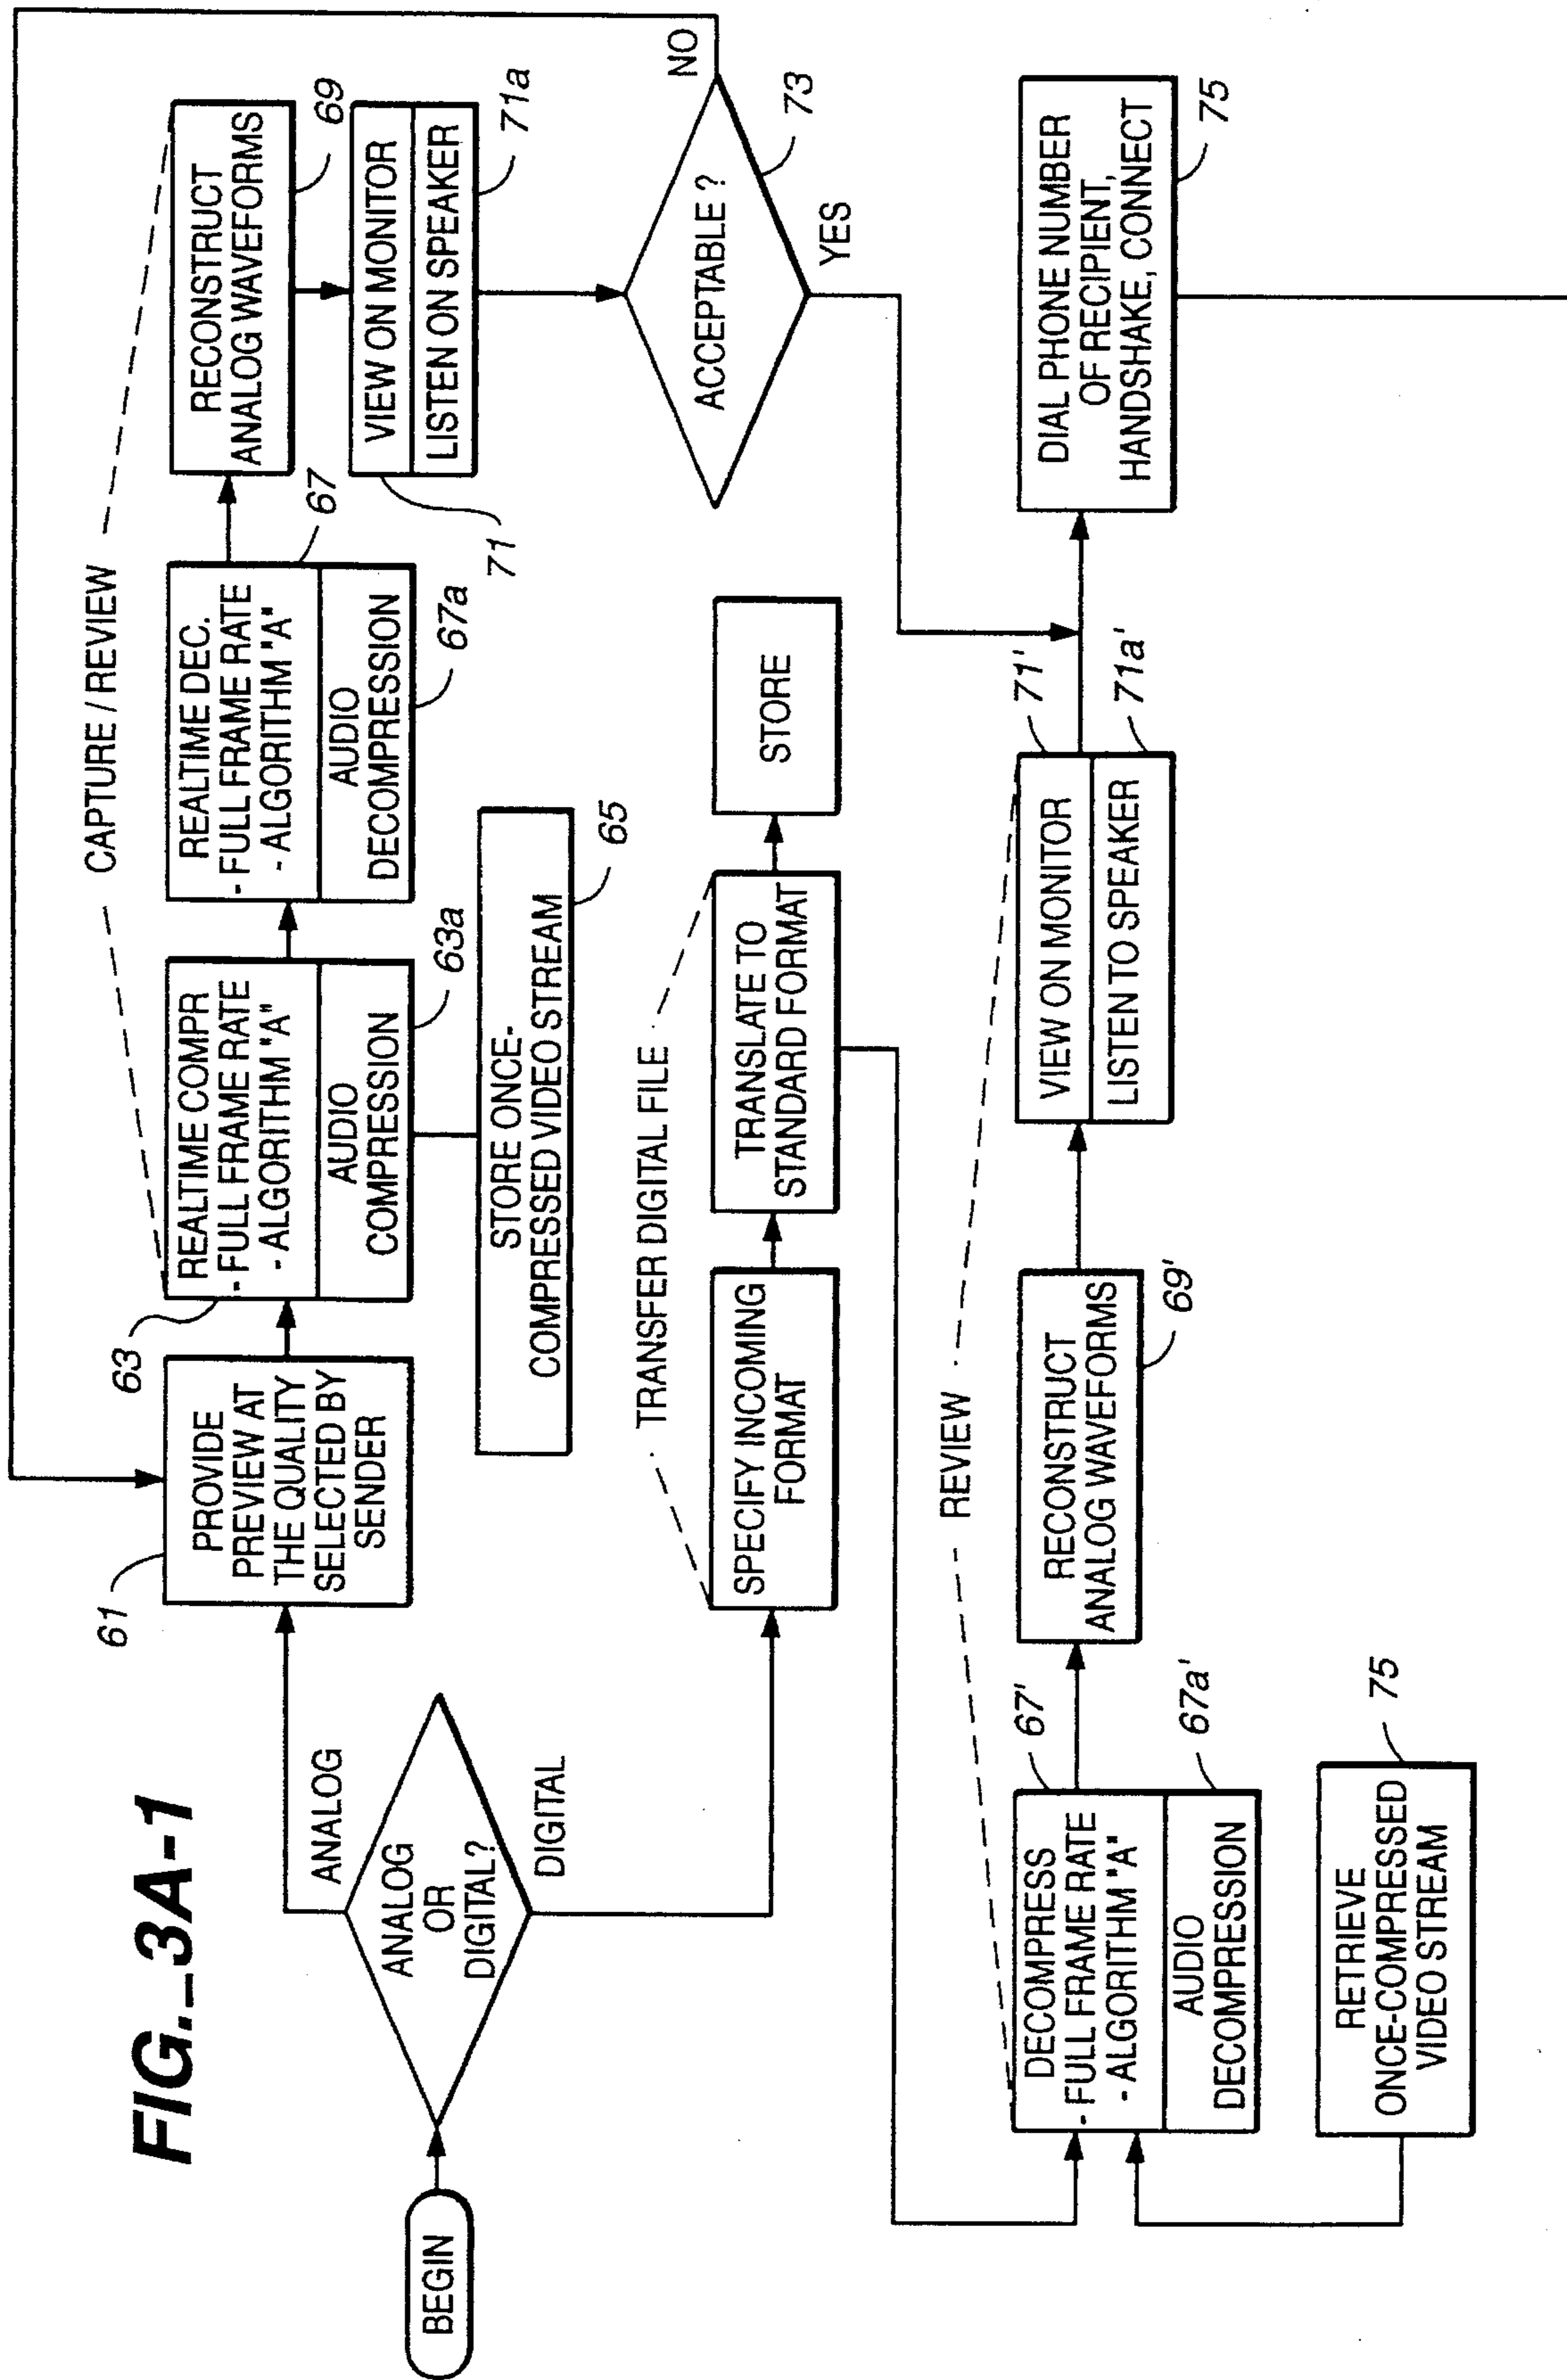 FIG._3A-1
BEGIN
ANALOG
OR
DIGITAL?
ANALOG
DIGITAL
61
PROVIDE
PREVIEW AT
THE QUALITY
SELECTED BY
SENDER
CAPTURE / REVIEW
63
REALTIME COMPR
- FULL FRAME RATE
- ALGORITHM "A"
AUDIO
COMPRESSION
63a
STORE ONCE-
COMPRESSED VIDEO STREAM
65
REALTIME DEC.
- FULL FRAME RATE
- ALGORITHM "A"
67
AUDIO
DECOMPRESSION
67a
RECONSTRUCT
ANALOG WAVEFORMS
69
VIEW ON MONITOR
71
LISTEN ON SPEAKER
71a
ACCEPTABLE ?
73
NO
YES
TRANSFER DIGITAL FILE
SPECIFY INCOMING
FORMAT
TRANSLATE TO
STANDARD FORMAT
STORE
REVIEW
DECOMPRESS
- FULL FRAME RATE
- ALGORITHM "A"
67'
AUDIO
DECOMPRESSION
67a'
RECONSTRUCT
ANALOG WAVEFORMS
69'
VIEW ON MONITOR
71'
LISTEN TO SPEAKER
71a'
DIAL PHONE NUMBER
OF RECIPIENT,
HANDSHAKE, CONNECT
75
RETRIEVE
ONCE-COMPRESSED
VIDEO STREAM
75